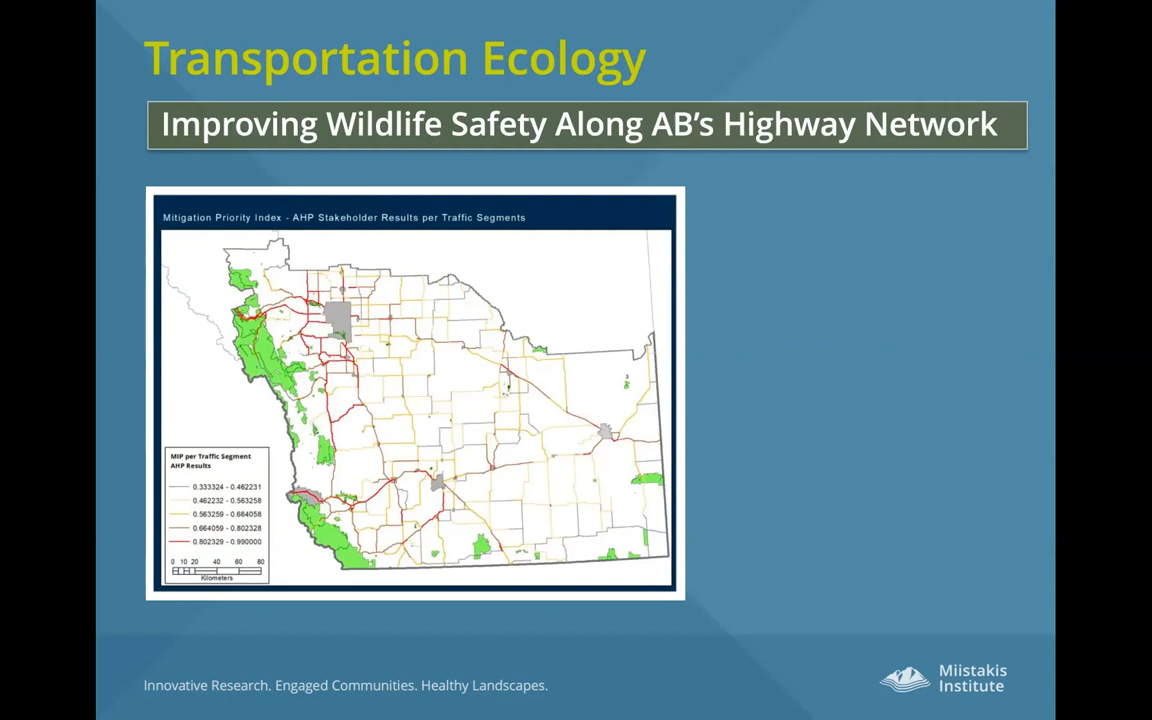 Transportation Ecology
Improving Wildlife Safety Along AB's Highway Network
Mitigation Priority Index - AHP Stakeholder Results per Traffic Segments
MIP per Traffic Segment
AHP Results
0.333324 - 0.462231
0.462232 - 0.563258
0.563259 - 0.664058
0.664059 - 0.802328
0.802329 - 0.990000
0 10 20 40 60 80
Kilometers
Innovative Research. Engaged Communities. Healthy Landscapes.
Miistakis
Institute